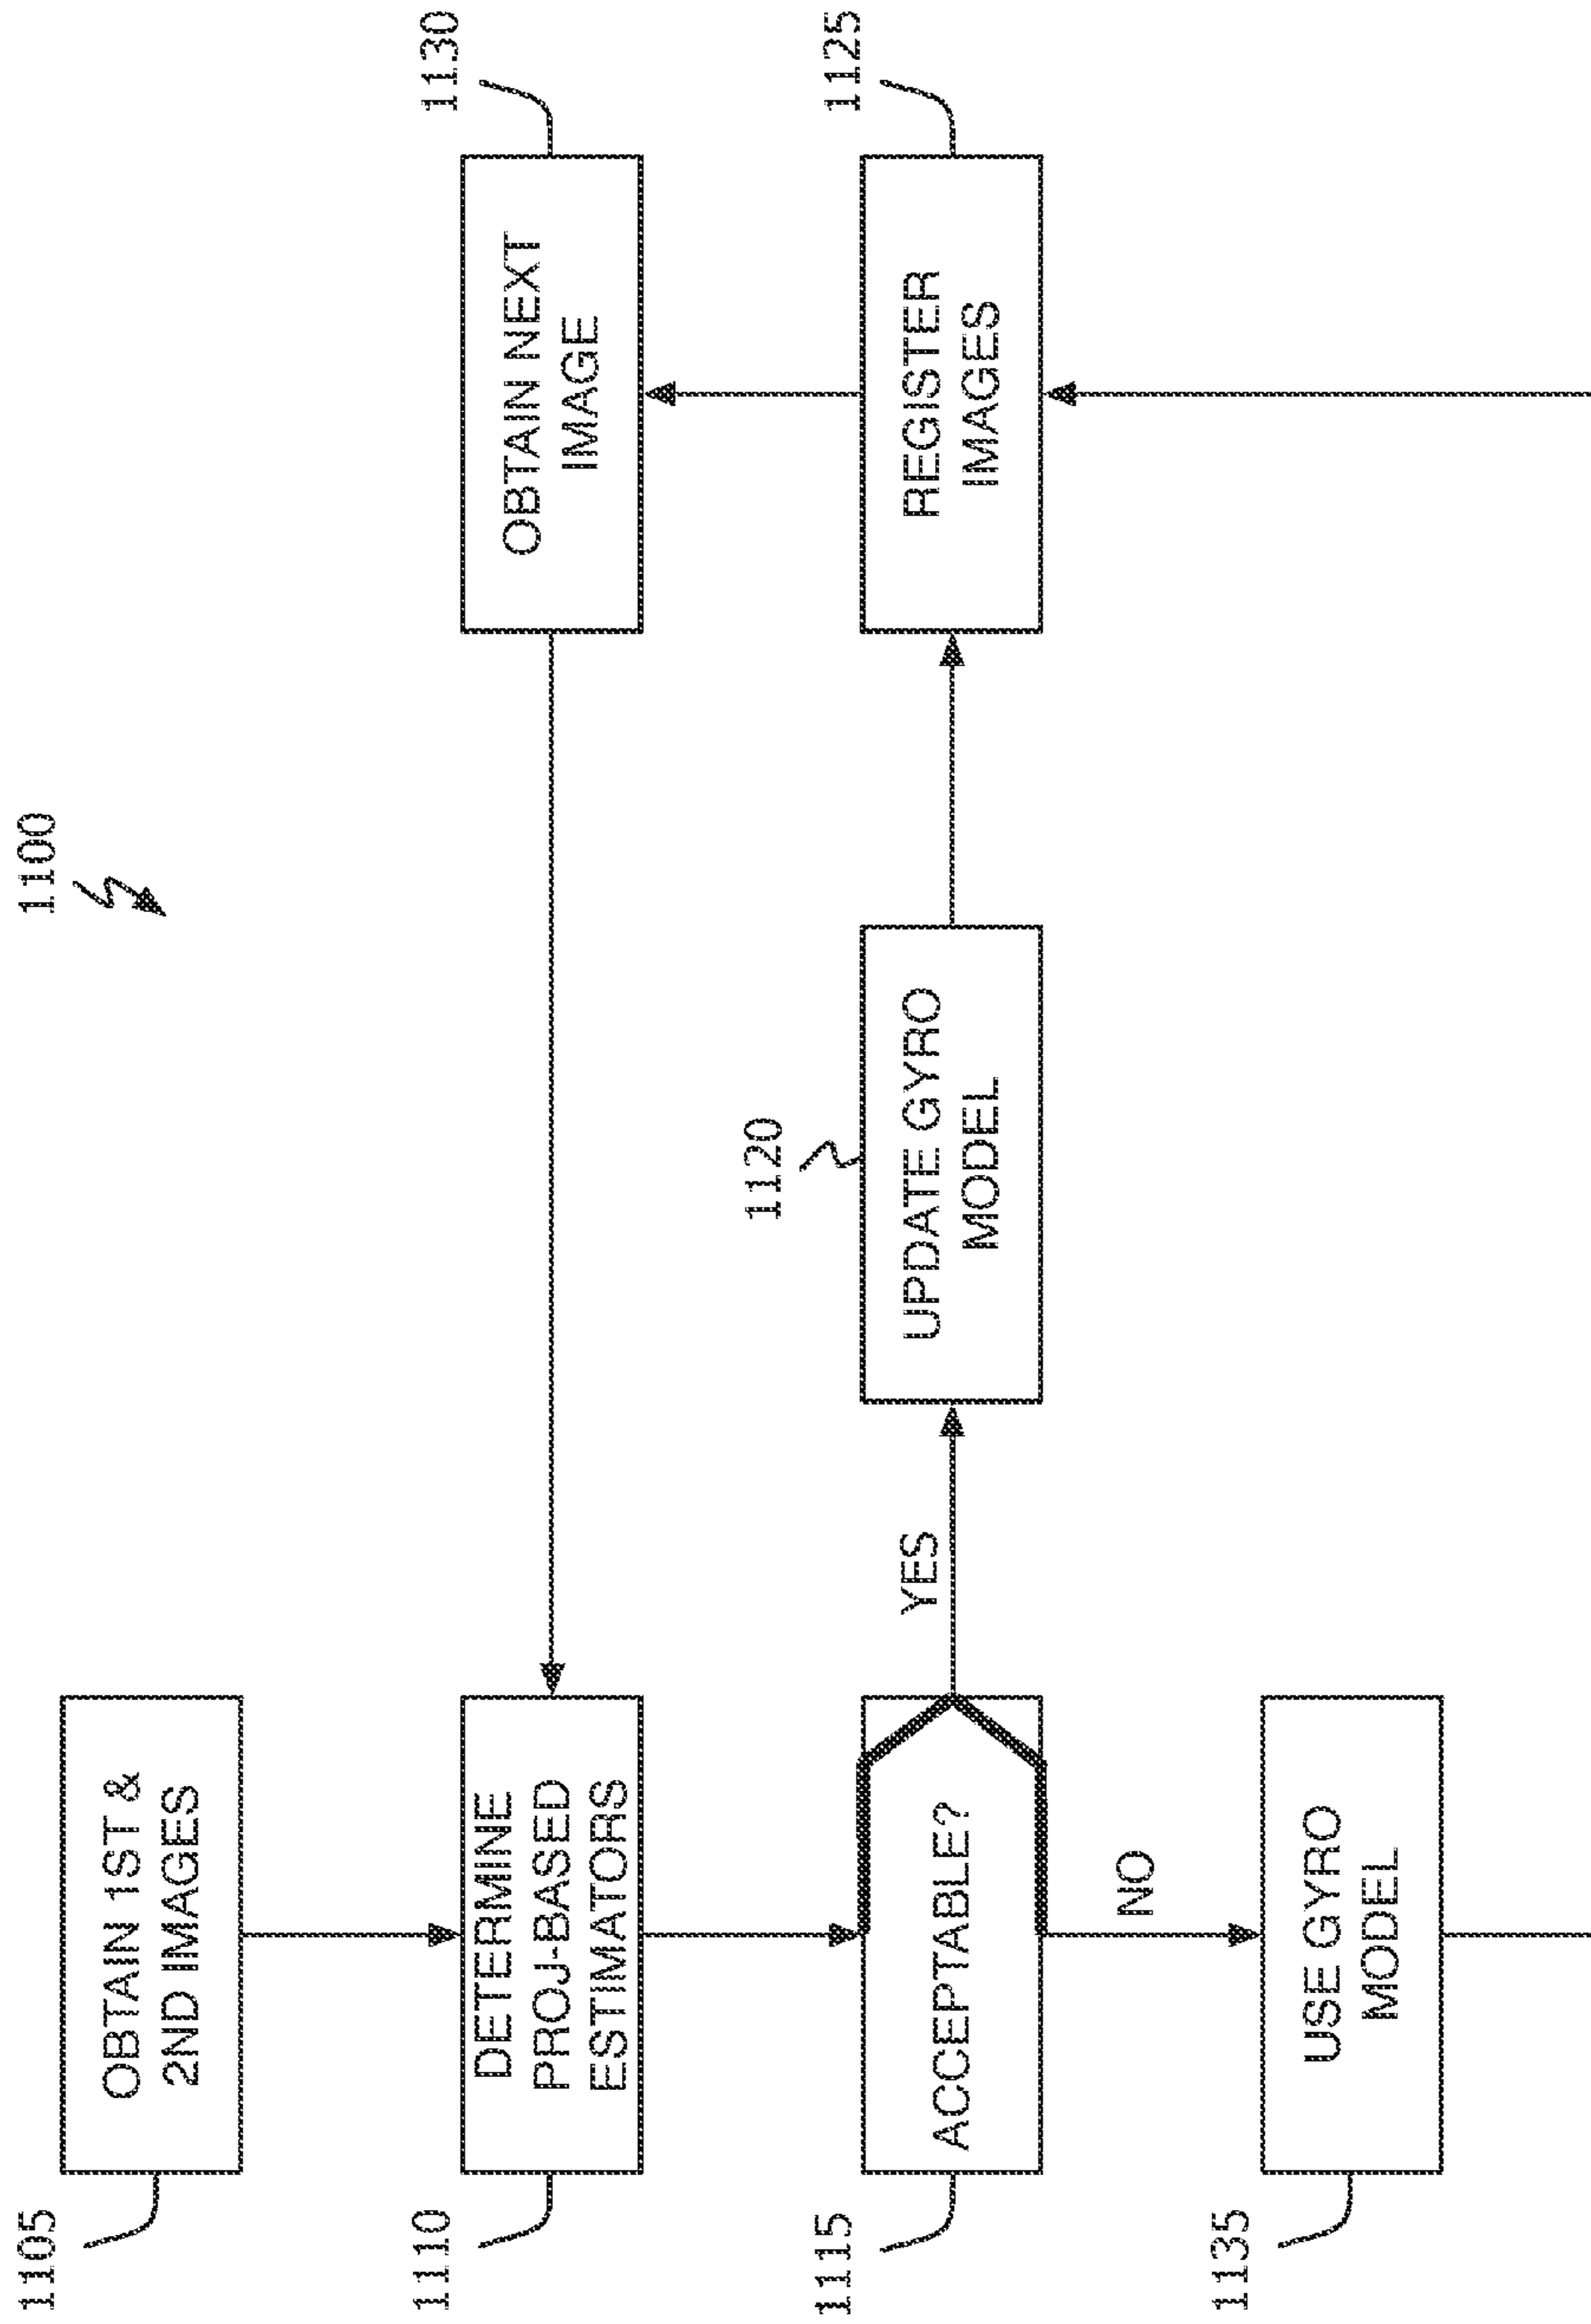 1100
1105
OBTAIN 1ST &
2ND IMAGES
1110
DETERMINE
PROJ-BASED
ESTIMATORS
1130
OBTAIN NEXT
IMAGE
1115
ACCEPTABLE?
YES
1120
UPDATE GYRO
MODEL
1125
REGISTER
IMAGES
NO
1135
USE GYRO
MODEL